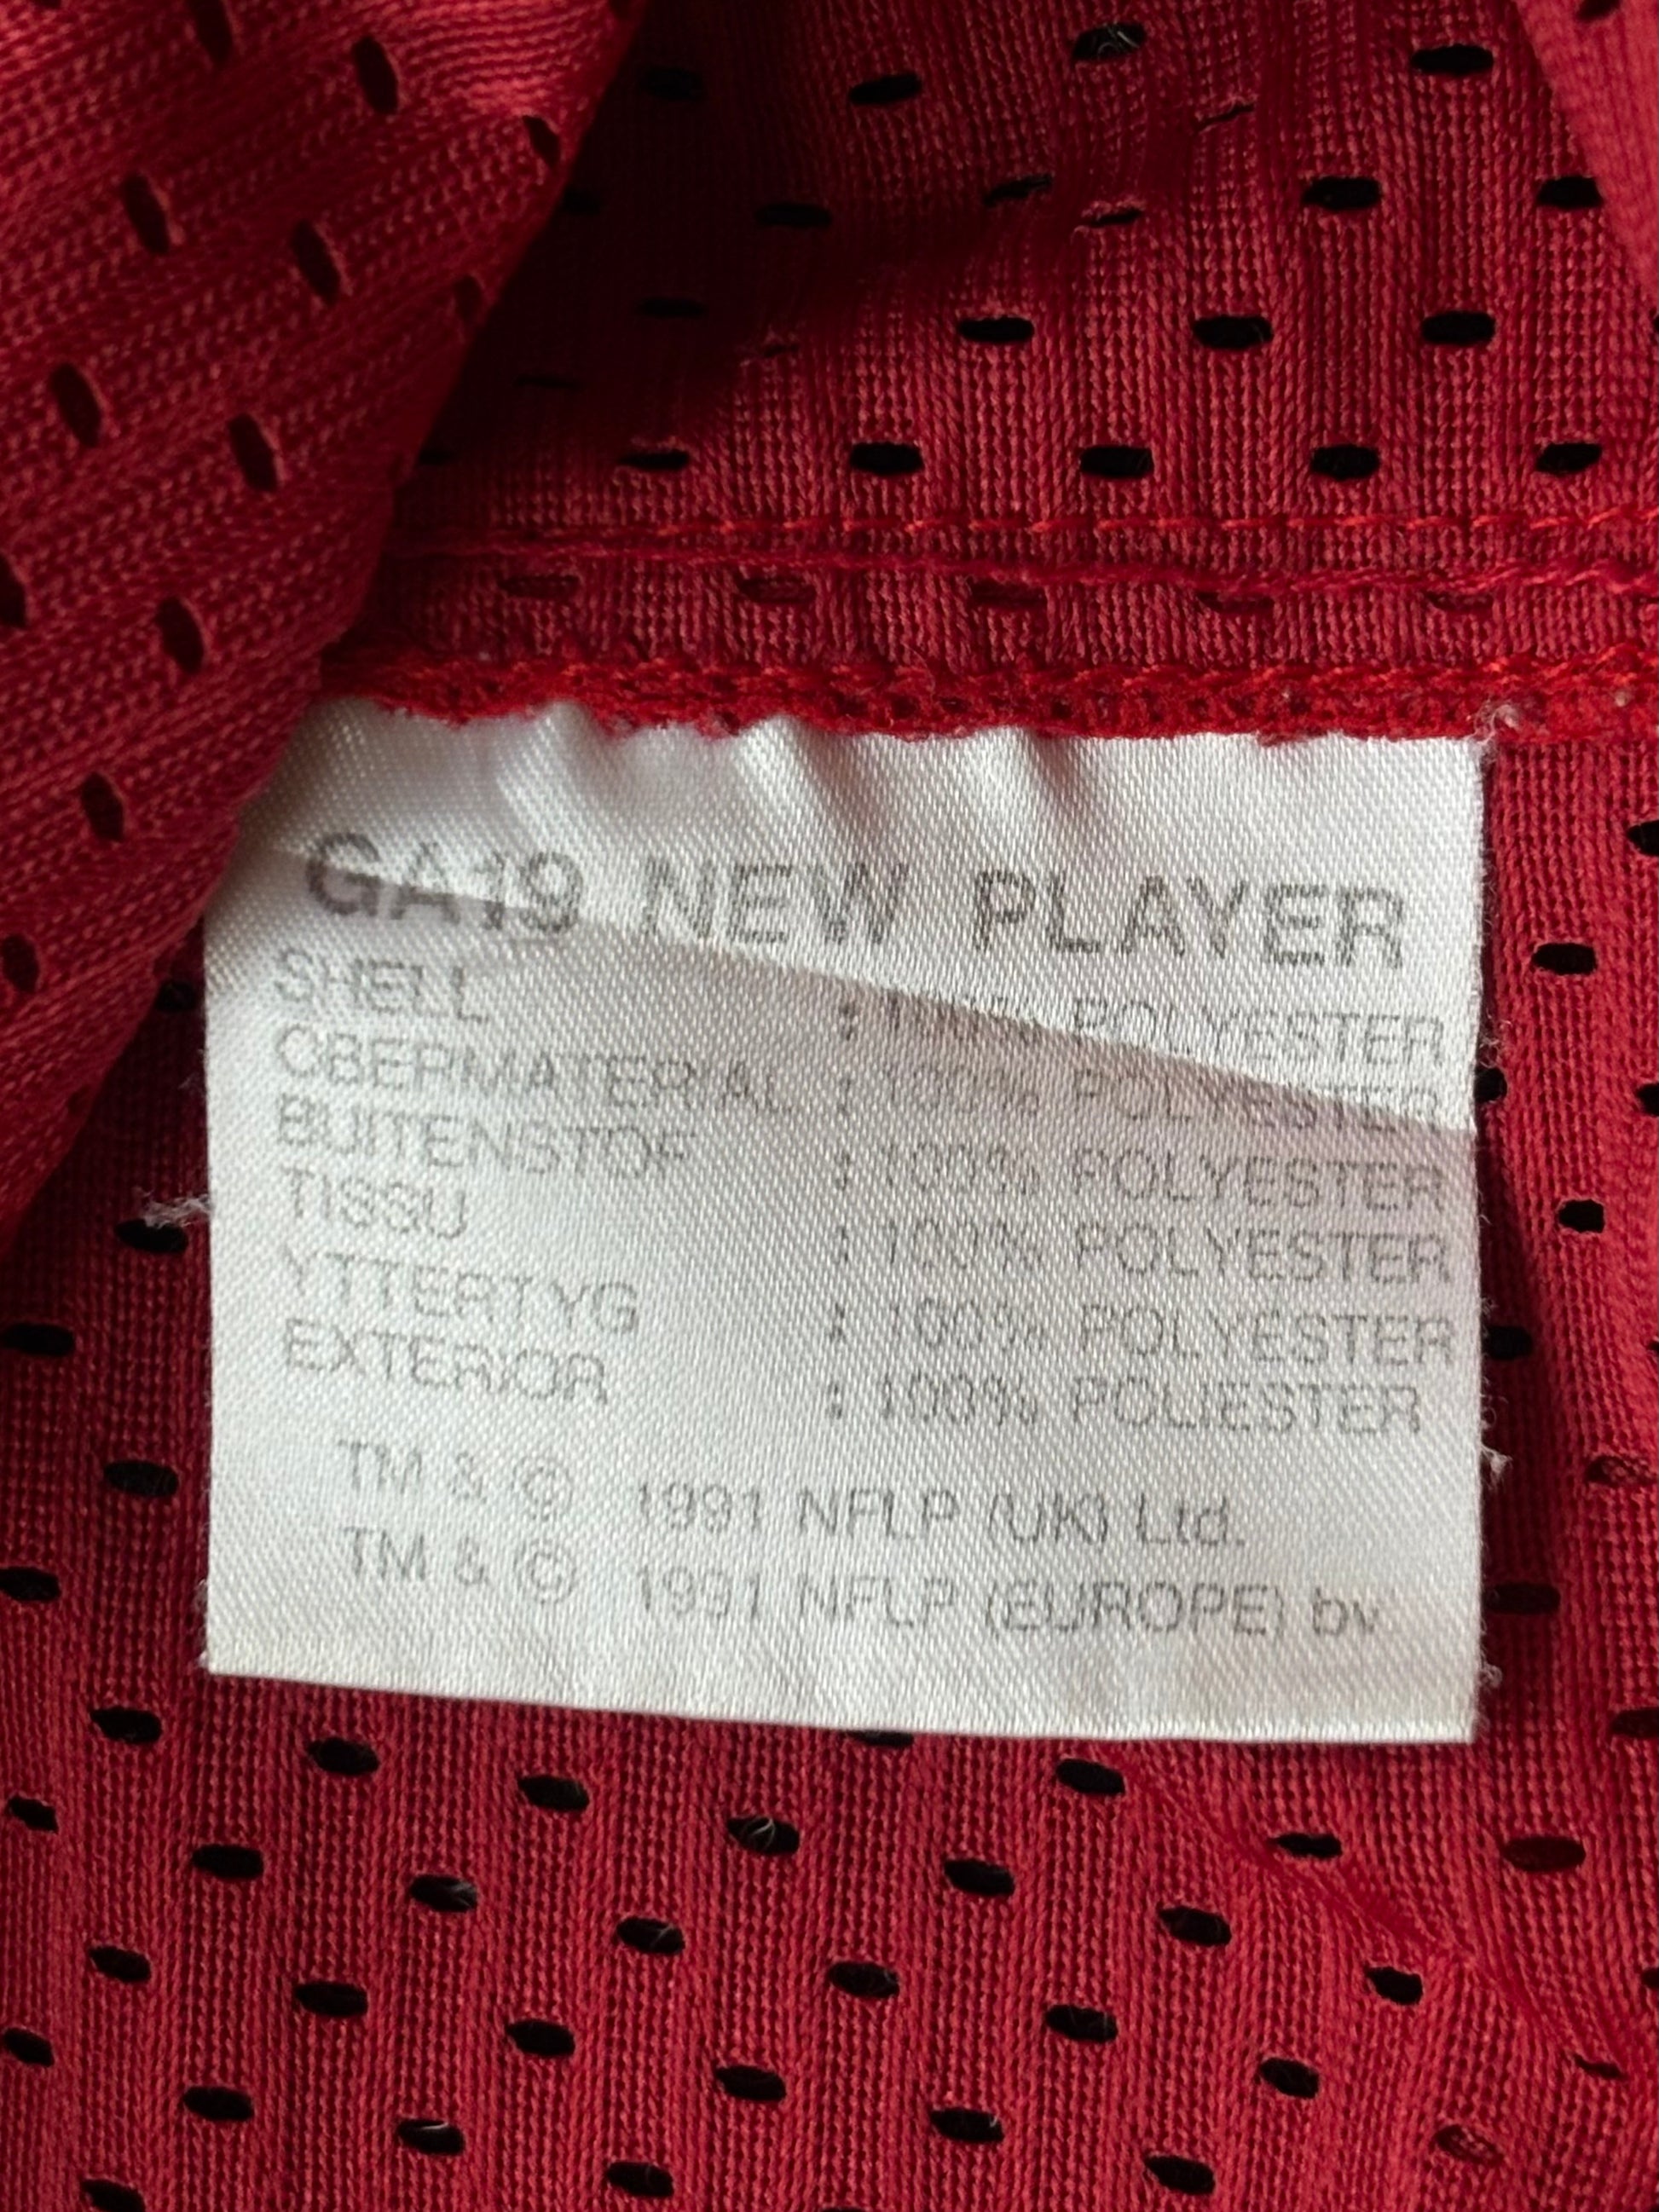 GA19 NEW PLAYER
SHELL : 100% POLYESTER
OBERMATERIAL : 100% POLYESTER
BUITENSTOF : 100% POLYESTER
TISSU : 100% POLYESTER
YTTERTYG : 100% POLYESTER
EXTERIOR : 100% POLIESTER
TM & © 1991 NFLP (UK) Ltd.
TM & © 1991 NFLP (EUROPE) bv